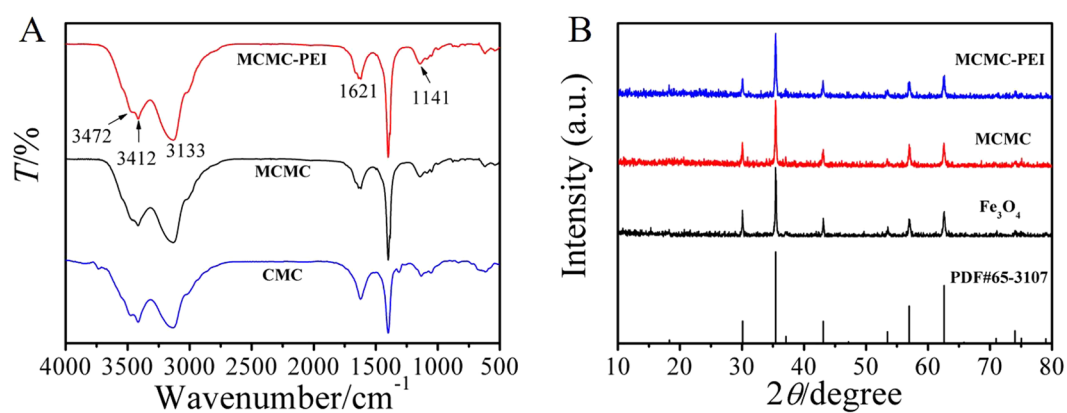 A
MCMC-PEI
1621
1141
3472
3412
3133
MCMC
CMC
T/%
4000 3500 3000 2500 2000 1500 1000 500
Wavenumber/cm⁻¹
B
MCMC-PEI
MCMC
Fe₃O₄
PDF#65-3107
Intensity (a.u.)
10 20 30 40 50 60 70 80
2θ/degree